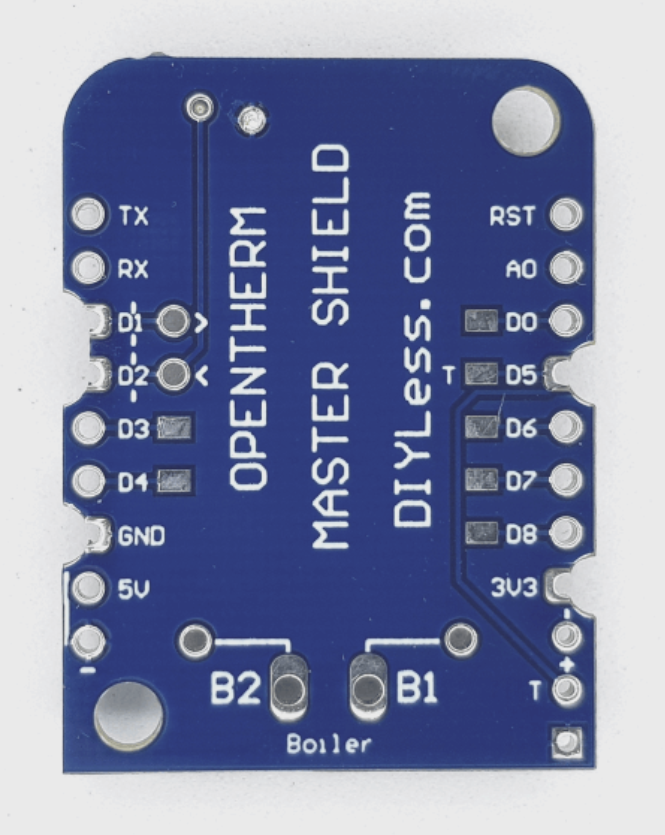 TX
RX
D1 >
D2 <
D3
D4
GND
5V
-
OPENTHERM
MASTER SHIELD
DIYLess.com
RST
A0
D0
T D5
D6
D7
D8
3V3
-
+
T
B2
B1
Boiler